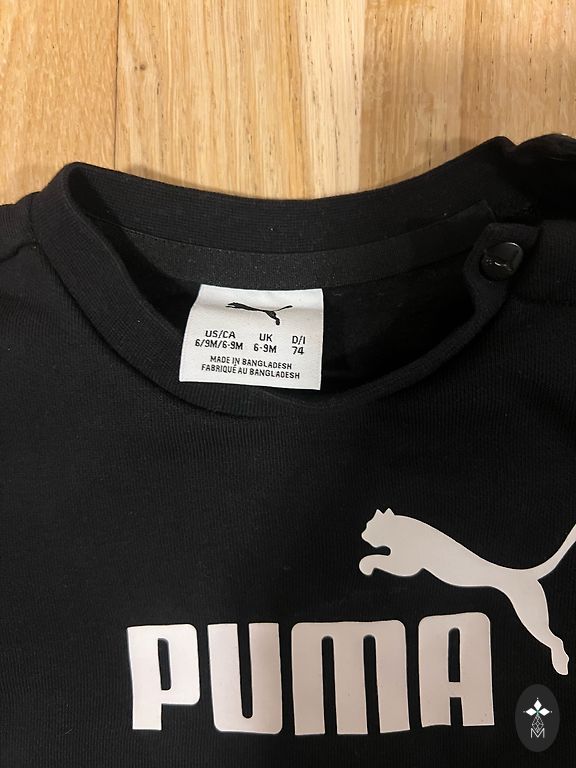 US/CA UK D/I
6/9M/6-9M 6-9M 74
MADE IN BANGLADESH
FABRIQUÉ AU BANGLADESH
PUMA
M